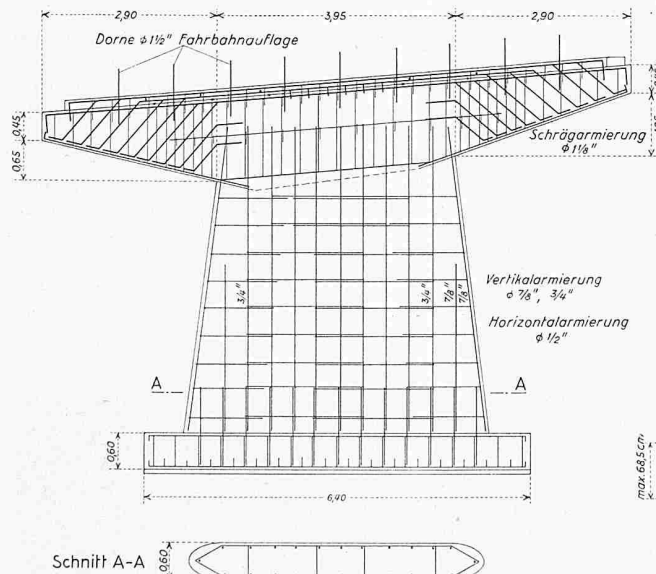 2,90
3,95
2,90
Dorne ϕ 1½" Fahrbahnauflage
0,45
0,65
Schrägarmierung
ϕ 1⅛"
3/4"
3/4"
7/8"
7/8"
Vertikalarmierung
ϕ 7/8", 3/4"
Horizontalarmierung
ϕ 1/2"
A
A
0,60
6,40
max. 68,5 cm
Schnitt A-A
0,60